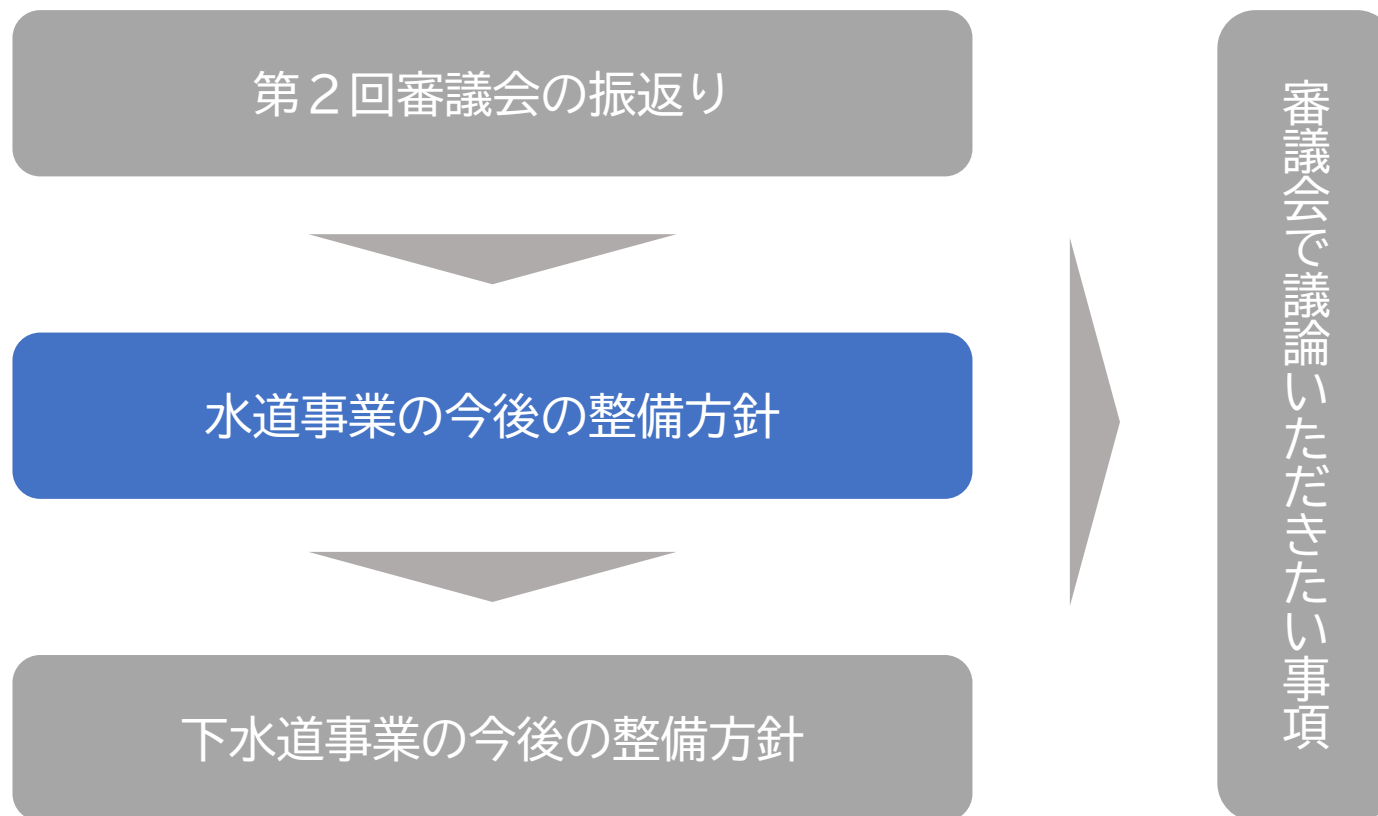 第２回審議会の振返り
水道事業の今後の整備方針
下水道事業の今後の整備方針
審議会で議論いただきたい事項